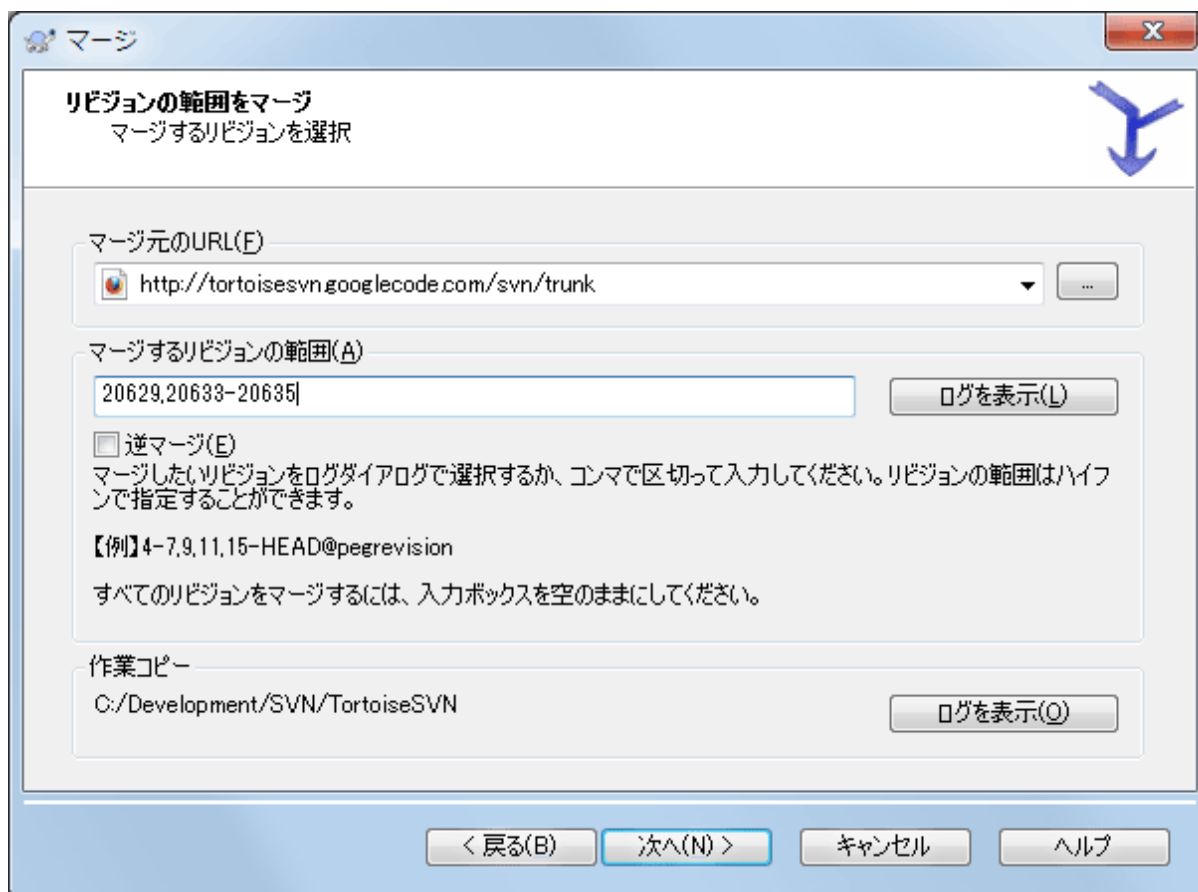 マージ
リビジョンの範囲をマージ
マージするリビジョンを選択
マージ元のURL(F)
http://tortoisesvn.googlecode.com/svn/trunk
...
マージするリビジョンの範囲(A)
20629,20633-20635
ログを表示(L)
逆マージ(E)
マージしたいリビジョンをログダイアログで選択するか、コンマで区切って入力してください。リビジョンの範囲はハイフ
ンで指定することができます。
【例】4-7,9,11,15-HEAD@pegrevision
すべてのリビジョンをマージするには、入力ボックスを空のままにしてください。
作業コピー
C:/Development/SVN/TortoiseSVN
ログを表示(O)
< 戻る(B)
次へ(N) >
キャンセル
ヘルプ